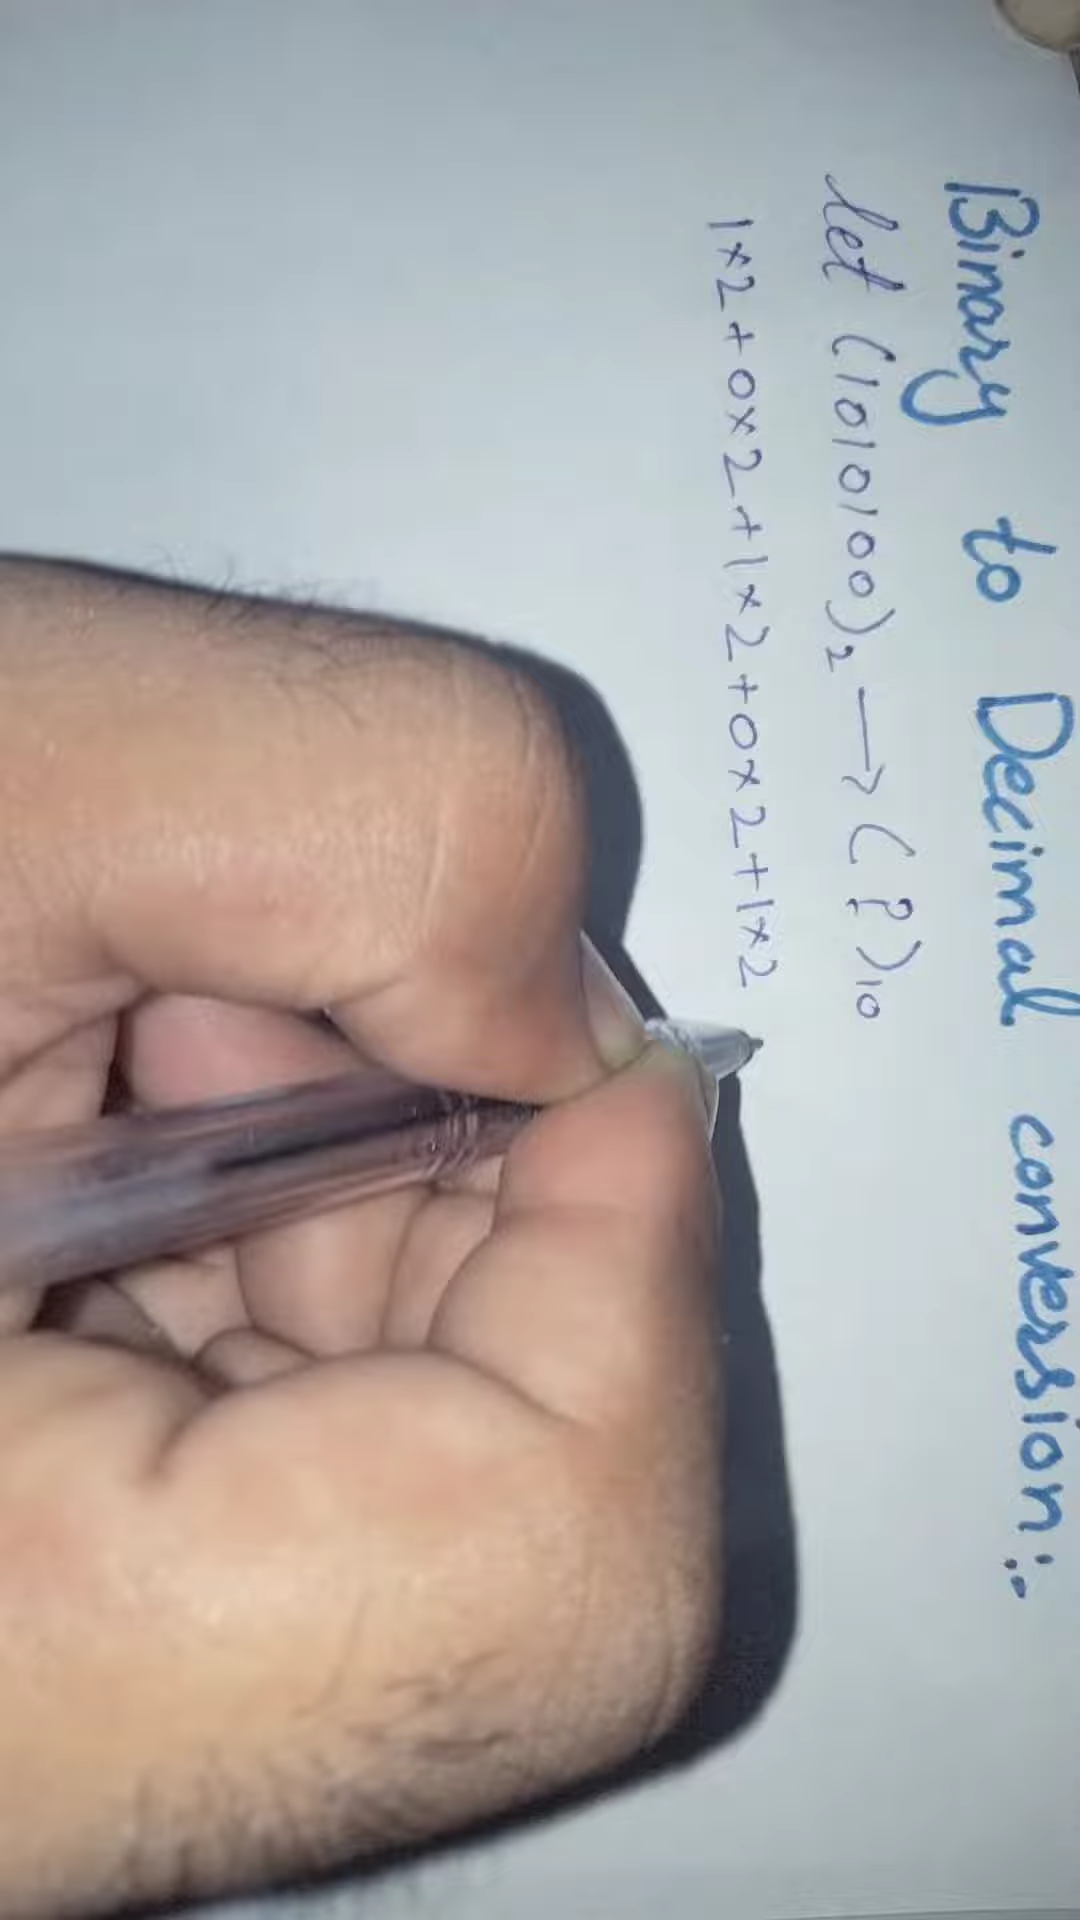 Binary to Decimal conversion:-
let (1010100)₂ → (?)₁₀
1×2+0×2+1×2+0×2+1×2